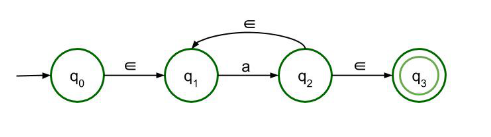 ∈
q0 ∈ q1 a q2 ∈ q3